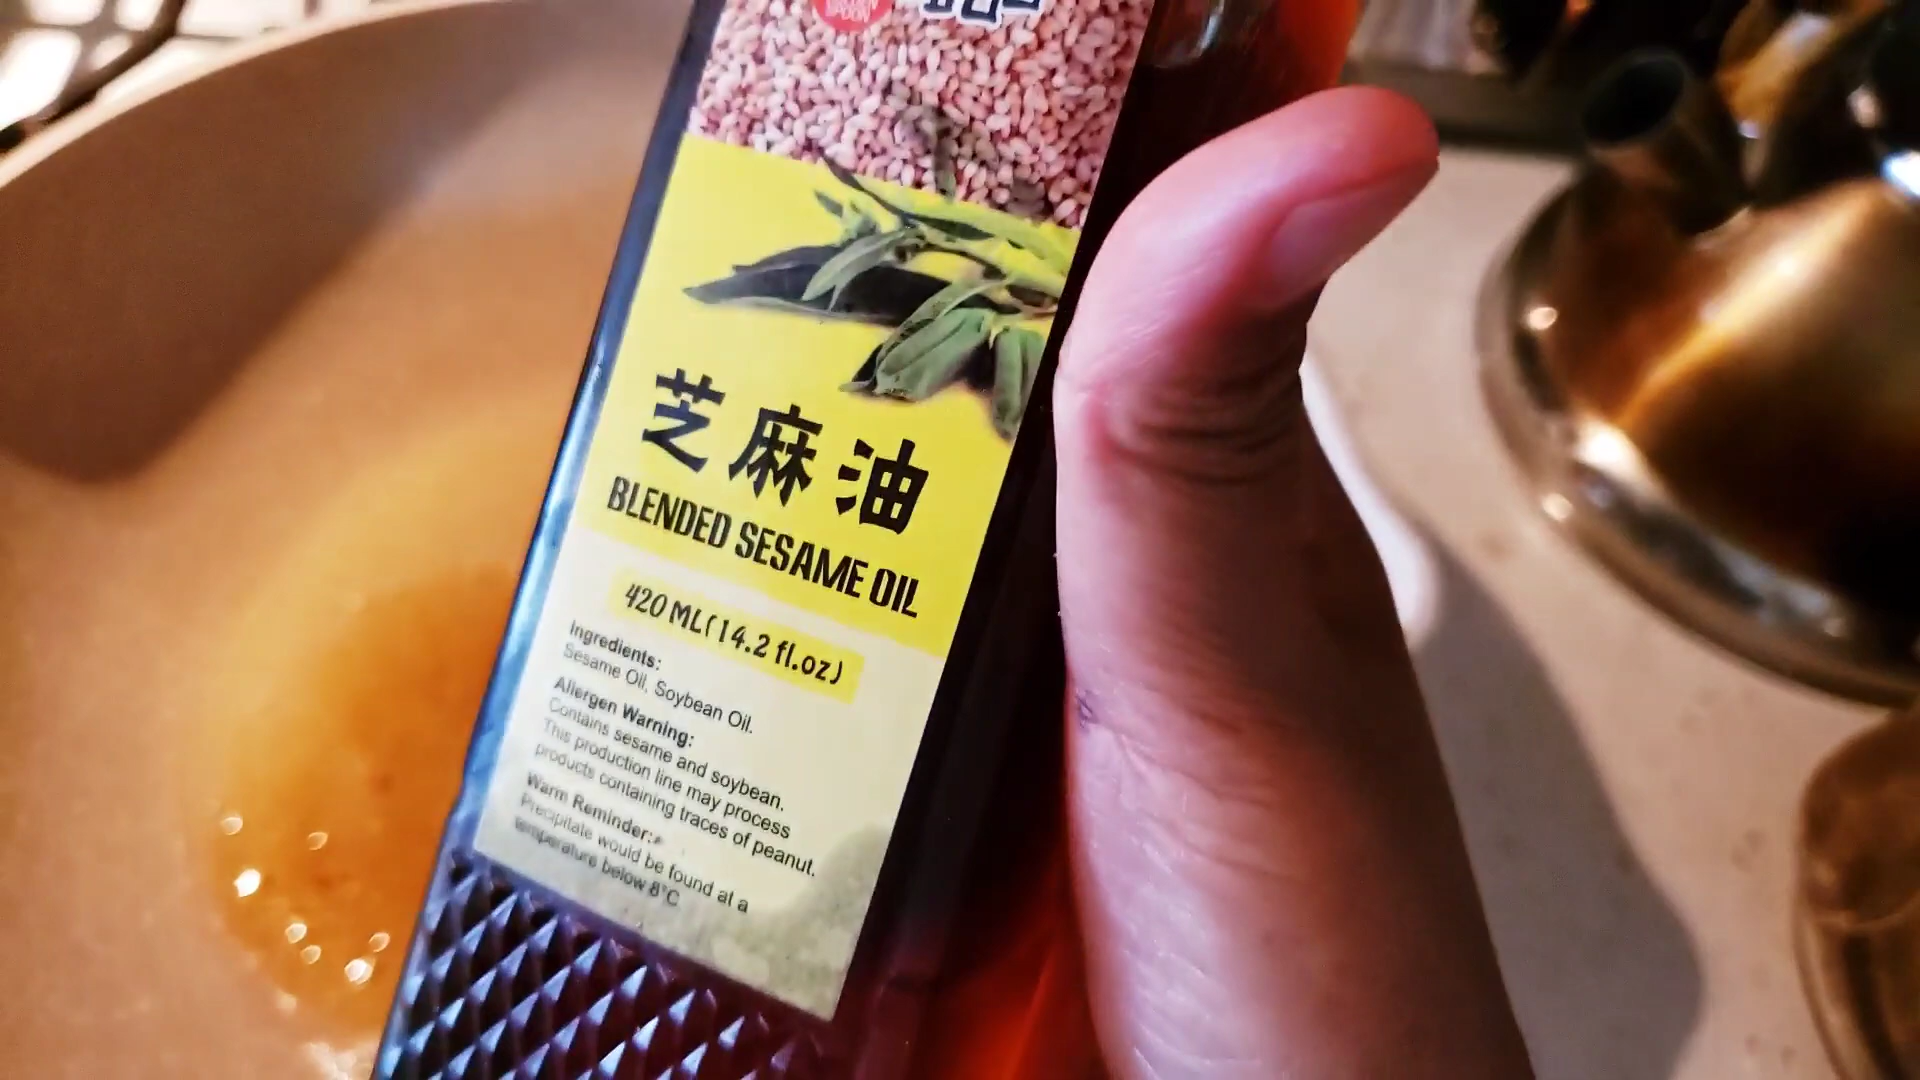 SPOON
芝麻油
BLENDED SESAME OIL
420 ML(14.2 fl.oz)
Ingredients:
Sesame Oil, Soybean Oil.
Allergen Warning:
Contains sesame and soybean.
This production line may process
products containing traces of peanut.
Warm Reminder:
Precipitate would be found at a
temperature below 8°C